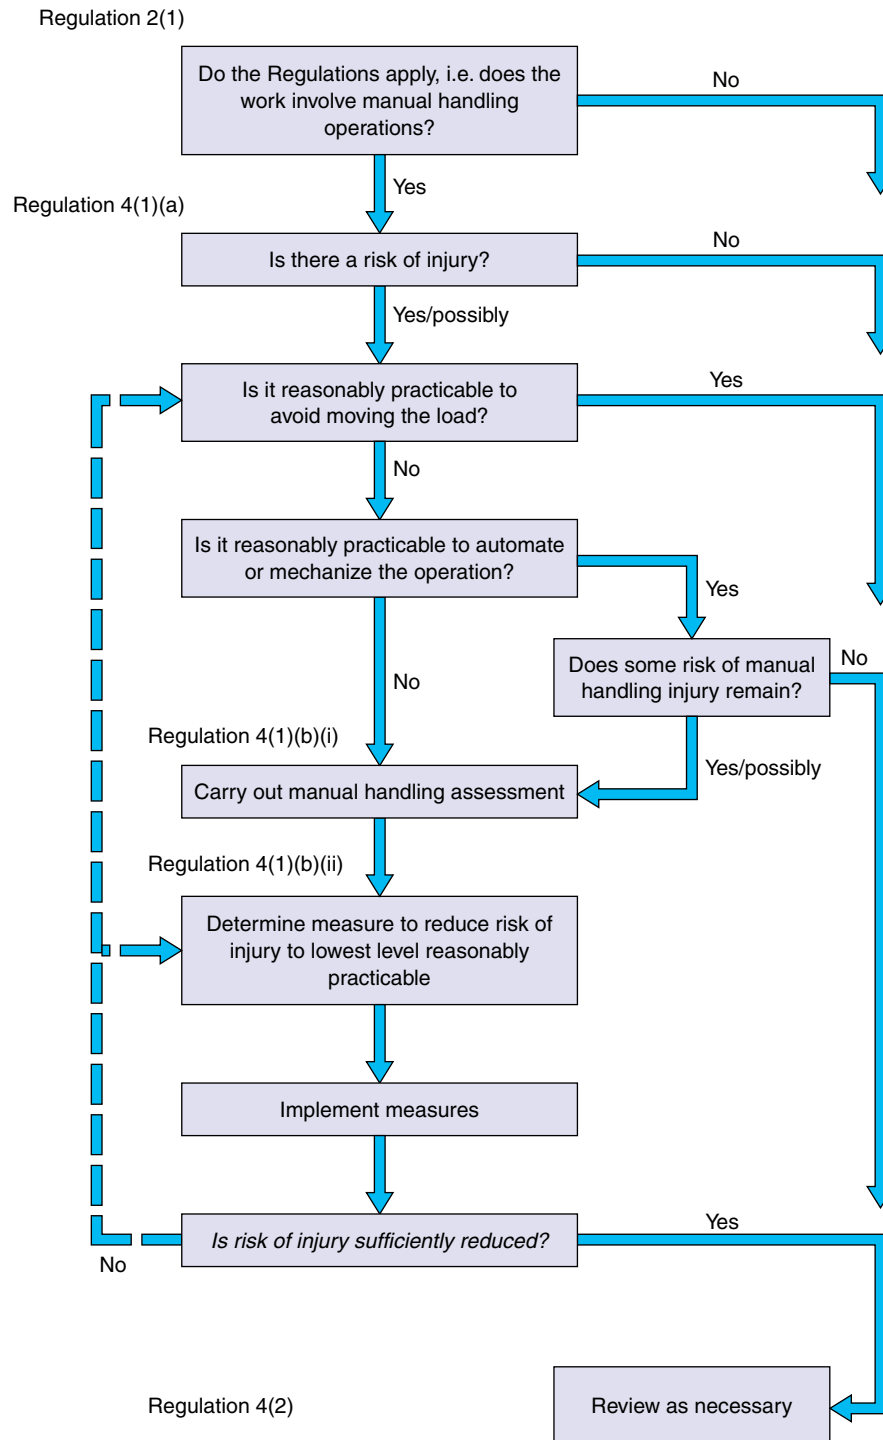 Regulation 2(1)
Do the Regulations apply, i.e. does the
work involve manual handling
operations?
No
Yes
Regulation 4(1)(a)
Is there a risk of injury?
No
Yes/possibly
Is it reasonably practicable to
avoid moving the load?
Yes
No
Is it reasonably practicable to automate
or mechanize the operation?
Yes
No
Does some risk of manual
handling injury remain?
No
Yes/possibly
Regulation 4(1)(b)(i)
Carry out manual handling assessment
Regulation 4(1)(b)(ii)
Determine measure to reduce risk of
injury to lowest level reasonably
practicable
Implement measures
Is risk of injury sufficiently reduced?
Yes
No
Regulation 4(2)
Review as necessary